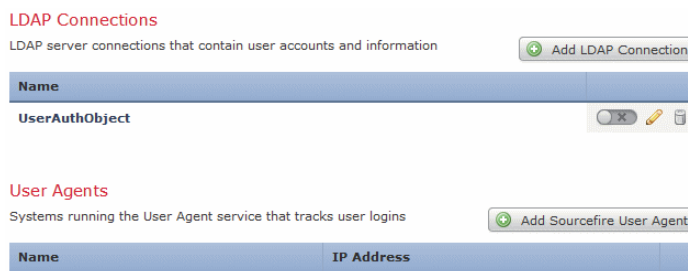 LDAP Connections
LDAP server connections that contain user accounts and information
Add LDAP Connection
Name
UserAuthObject
User Agents
Systems running the User Agent service that tracks user logins
Add Sourcefire User Agent
Name IP Address